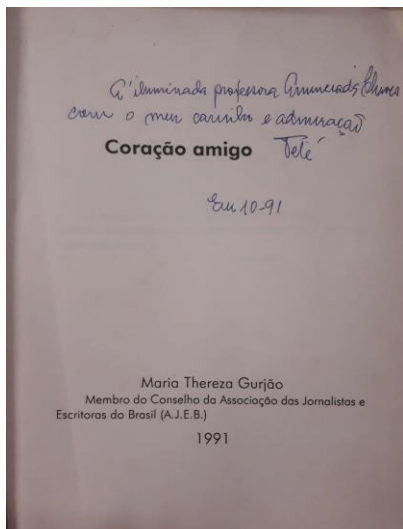 A' iluminada professora Anunciada Chaves
com o meu carinho e admiração
Coração amigo Teté
Em 10-91
Maria Thereza Gurjão
Membro do Conselho da Associação das Jornalistas e
Escritoras do Brasil (A.J.E.B.)
1991